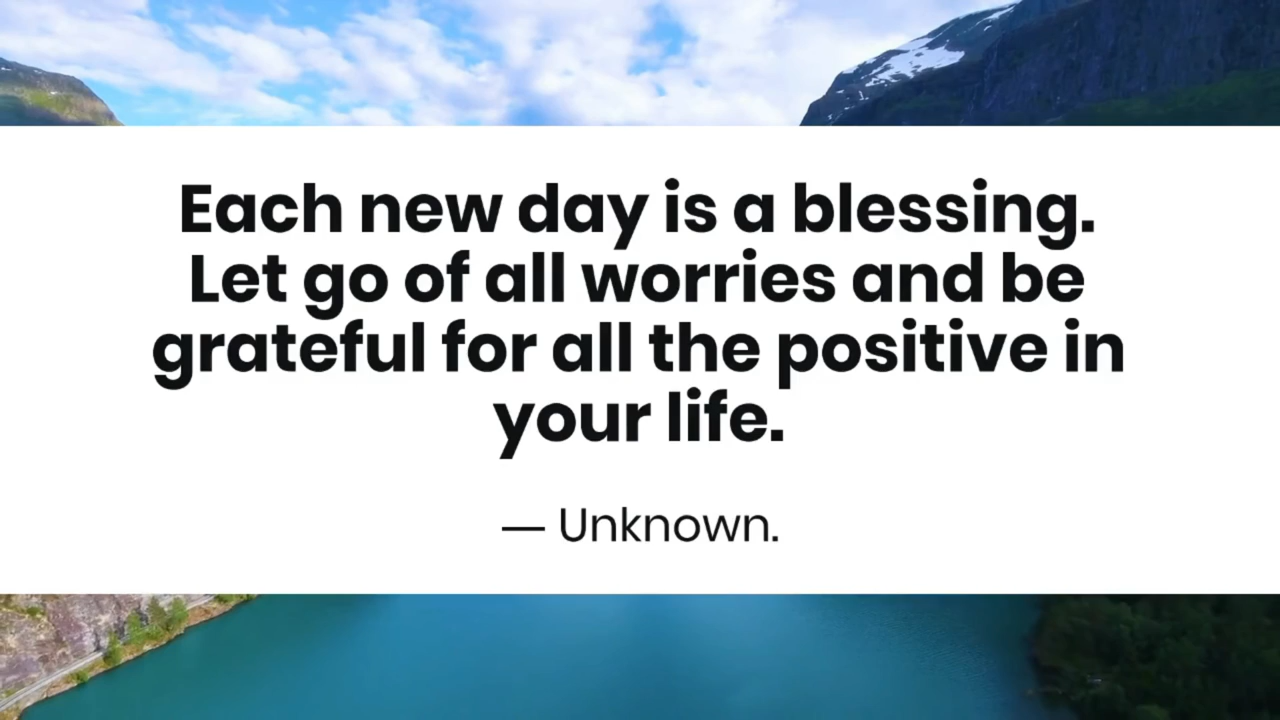 Each new day is a blessing.
Let go of all worries and be
grateful for all the positive in
your life.
— Unknown.